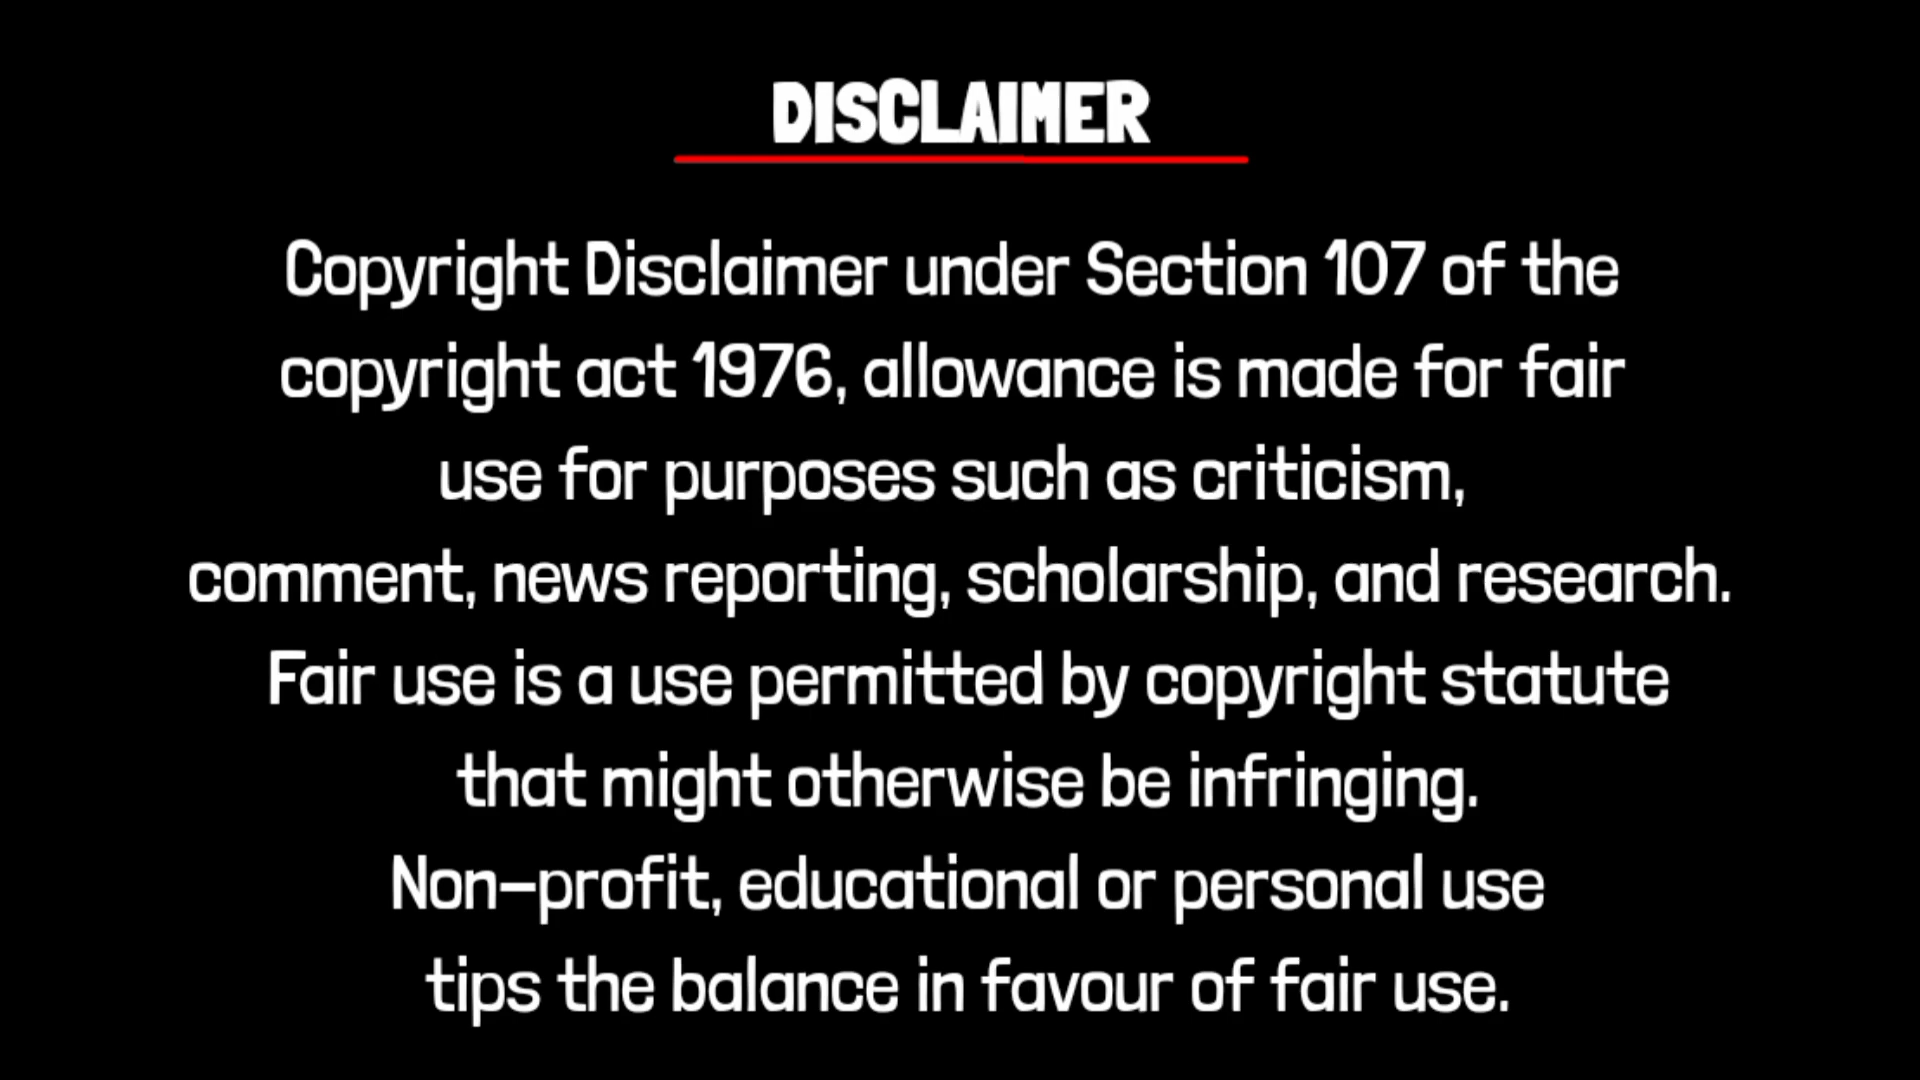 DISCLAIMER
Copyright Disclaimer under Section 107 of the
copyright act 1976, allowance is made for fair
use for purposes such as criticism,
comment, news reporting, scholarship, and research.
Fair use is a use permitted by copyright statute
that might otherwise be infringing.
Non-profit, educational or personal use
tips the balance in favour of fair use.